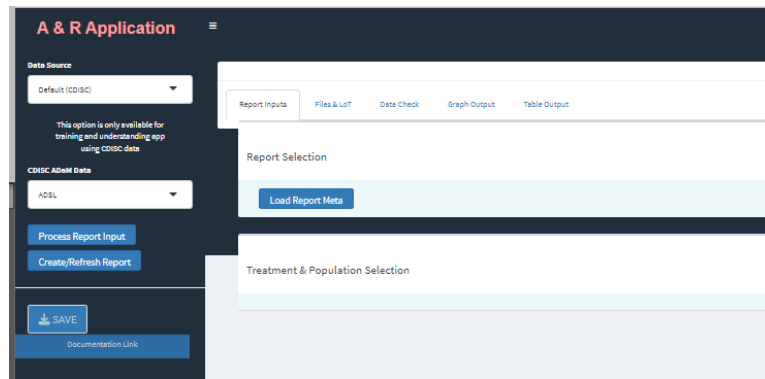 A & R Application
Data Source
Default (CDISC)
This option is only available for
training and understanding app
using CDISC data
CDISC ADaM Data
ADSL
Process Report Input
Create/Refresh Report
SAVE
Documentation Link
Report Inputs
Files & LoT
Data Check
Graph Output
Table Output
Report Selection
Load Report Meta
Treatment & Population Selection